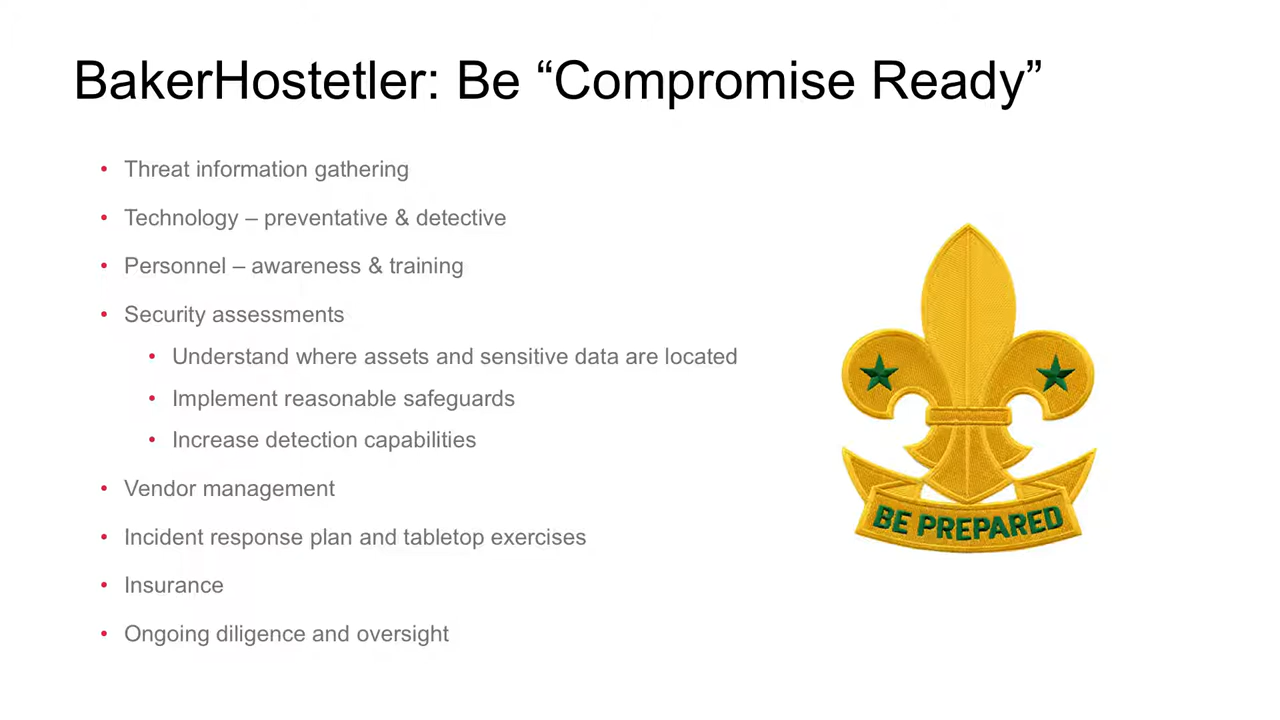 BakerHostetler: Be “Compromise Ready”
• Threat information gathering
• Technology – preventative & detective
• Personnel – awareness & training
• Security assessments
• Understand where assets and sensitive data are located
• Implement reasonable safeguards
• Increase detection capabilities
• Vendor management
• Incident response plan and tabletop exercises
• Insurance
• Ongoing diligence and oversight
BE PREPARED